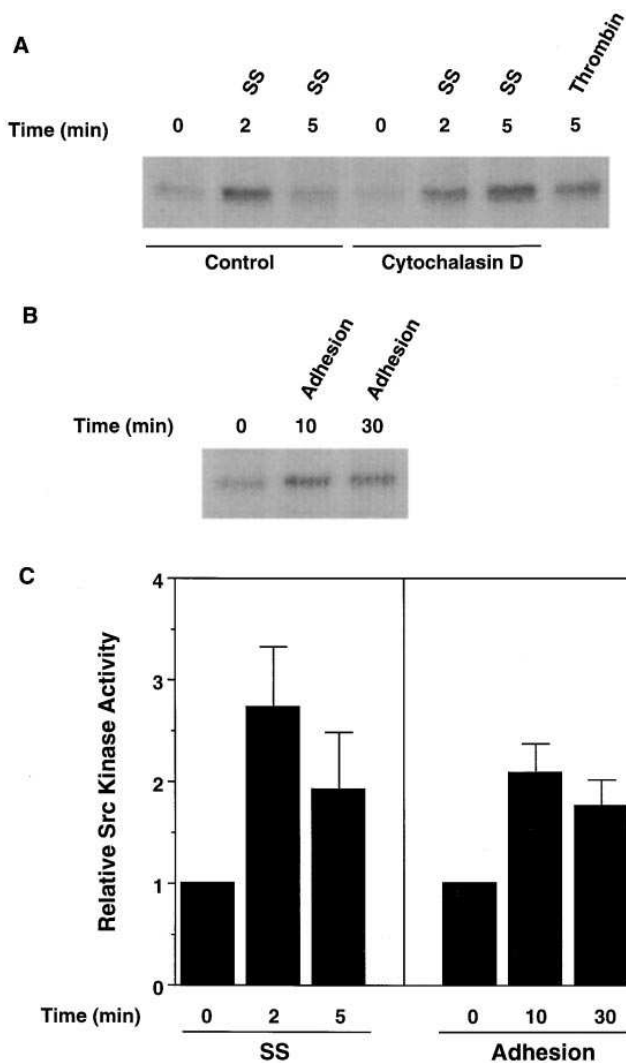 A
SS SS SS SS Thrombin
Time (min) 0 2 5 0 2 5 5
Control Cytochalasin D
B
Adhesion Adhesion
Time (min) 0 10 30
C
4
3
2
1
0
Relative Src Kinase Activity
Time (min) 0 2 5 0 10 30
SS Adhesion